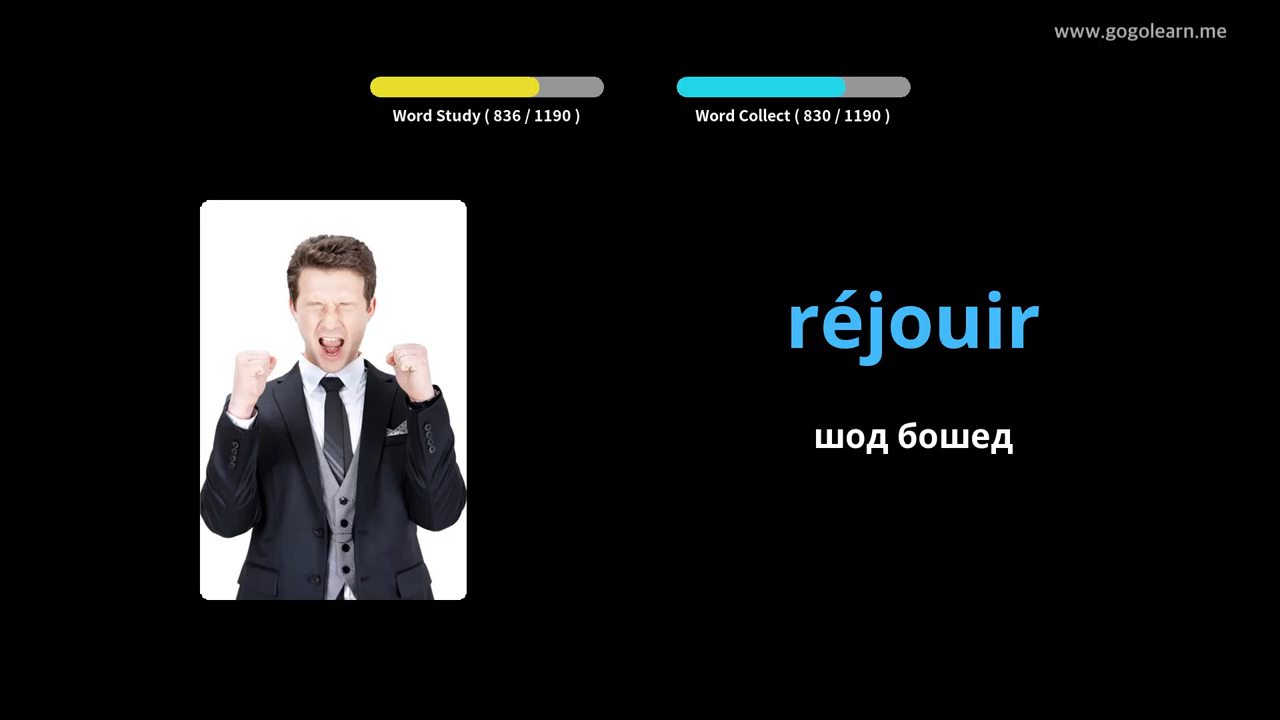 www.gogolearn.me
Word Study ( 836 / 1190 )
Word Collect ( 830 / 1190 )
réjouir
шод бошед